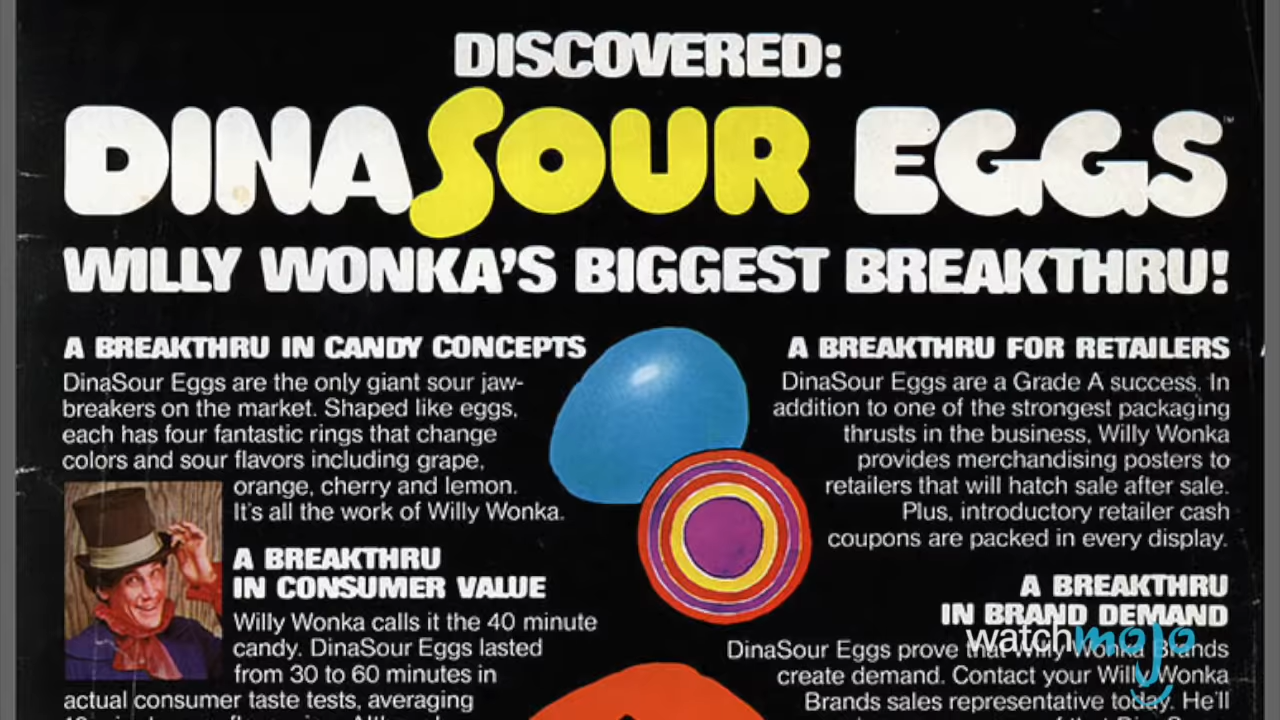 DISCOVERED:
DINASOUR EGGS™
WILLY WONKA'S BIGGEST BREAKTHRU!
A BREAKTHRU IN CANDY CONCEPTS
DinaSour Eggs are the only giant sour jaw-
breakers on the market. Shaped like eggs,
each has four fantastic rings that change
colors and sour flavors including grape,
orange, cherry and lemon.
It's all the work of Willy Wonka.
A BREAKTHRU
IN CONSUMER VALUE
Willy Wonka calls it the 40 minute
candy. DinaSour Eggs lasted
from 30 to 60 minutes in
actual consumer taste tests, averaging
A BREAKTHRU FOR RETAILERS
DinaSour Eggs are a Grade A success. In
addition to one of the strongest packaging
thrusts in the business, Willy Wonka
provides merchandising posters to
retailers that will hatch sale after sale.
Plus, introductory retailer cash
coupons are packed in every display.
A BREAKTHRU
IN BRAND DEMAND
DinaSour Eggs prove that Willy Wonka Brands
create demand. Contact your Willy Wonka
Brands sales representative today. He'll
watchmojo